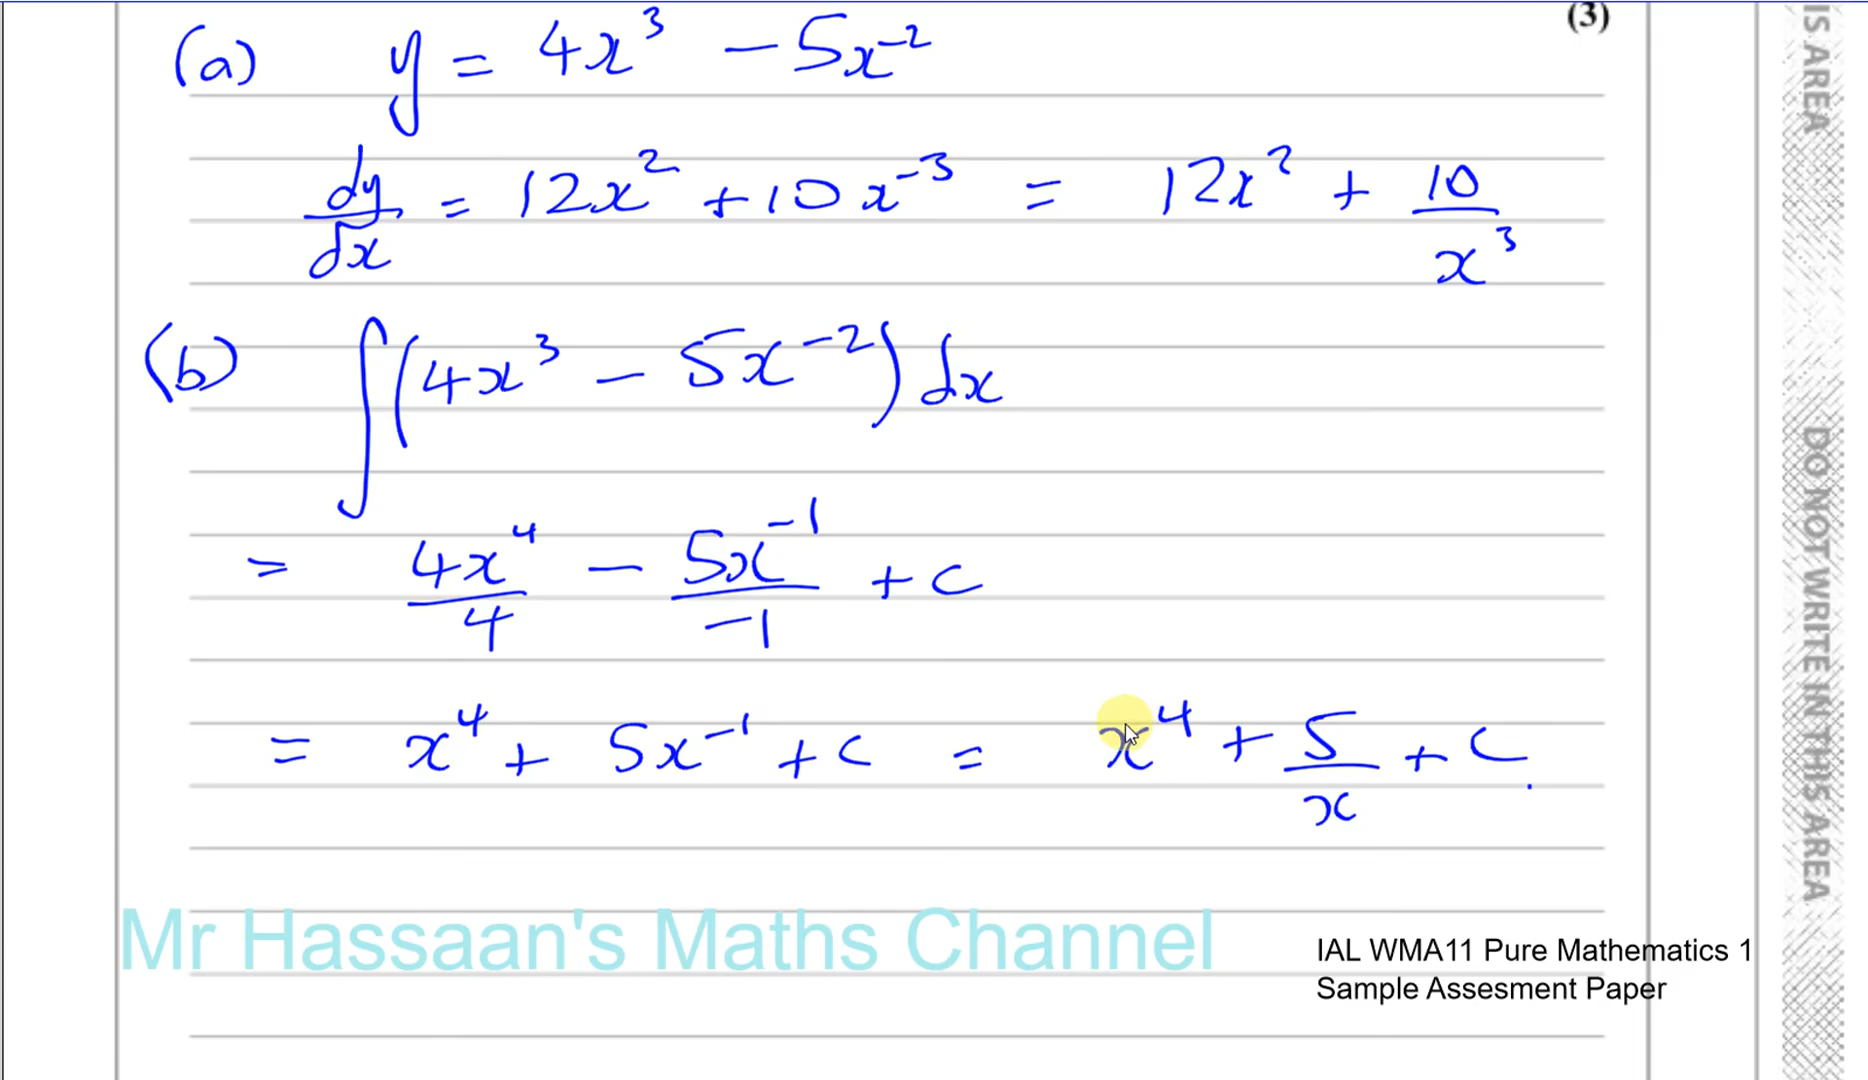 (3)
(a) y = 4x³ − 5x⁻²
dy/dx = 12x² + 10x⁻³ = 12x² + 10/x³
(b) ∫(4x³ − 5x⁻²) dx
= 4x⁴/4 − 5x⁻¹/−1 + c
= x⁴ + 5x⁻¹ + c = x⁴ + 5/x + c.
Mr Hassaan's Maths Channel
IAL WMA11 Pure Mathematics 1
Sample Assesment Paper
IS AREA
DO NOT WRITE IN THIS AREA